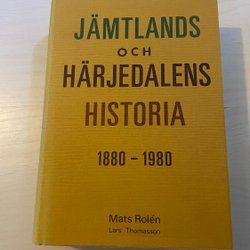 JÄMTLANDS
OCH
HÄRJEDALENS
HISTORIA
1880-1980
Mats Rolén
Lars Thomasson